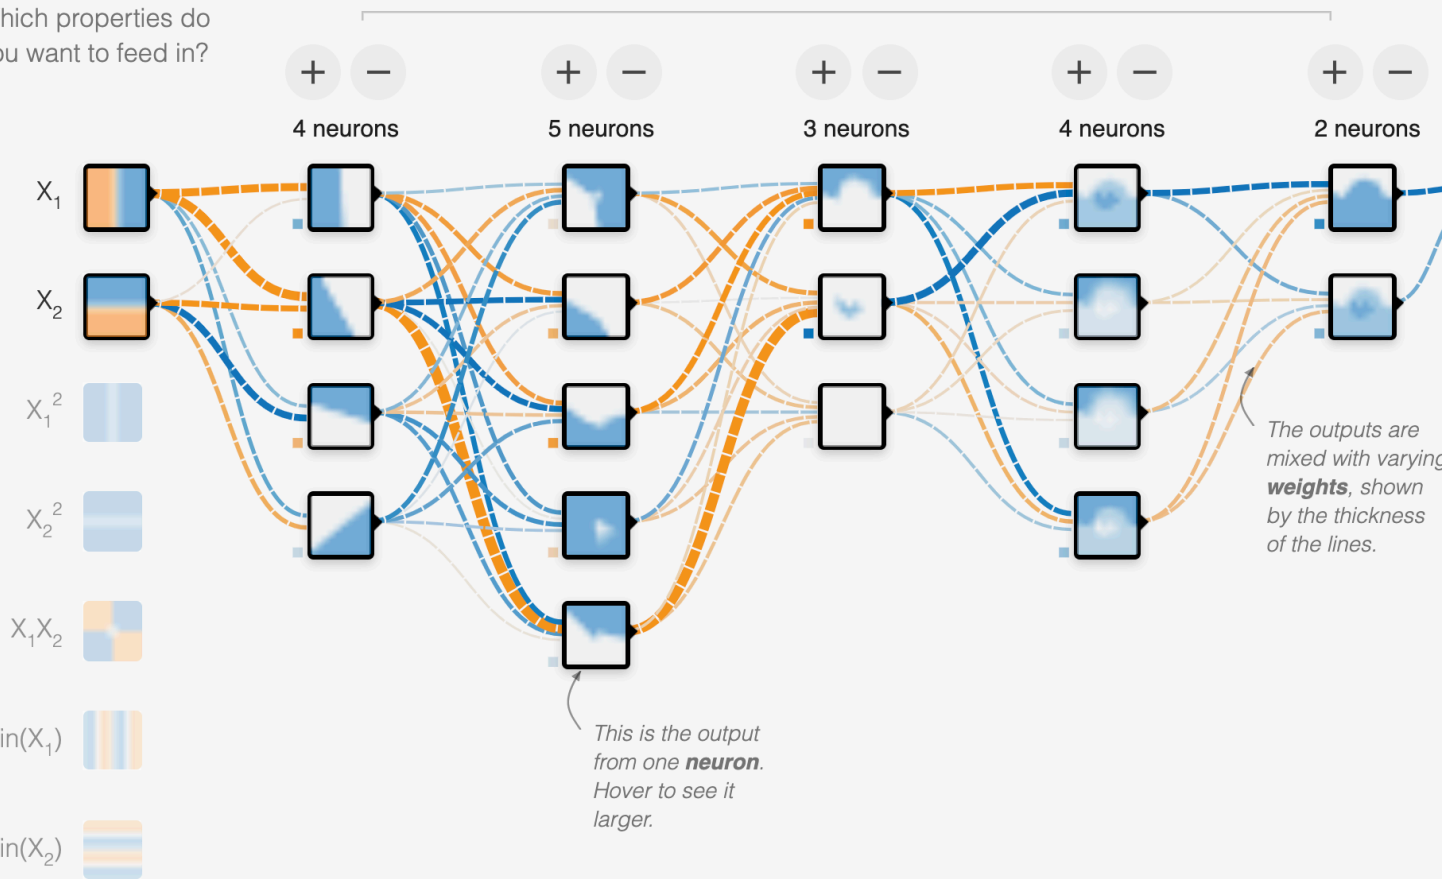 hich properties do
ou want to feed in?
+ − + − + − + − + −
4 neurons 5 neurons 3 neurons 4 neurons 2 neurons
X₁
X₂
X₁²
X₂²
X₁X₂
in(X₁)
in(X₂)
The outputs are
mixed with varying
weights, shown
by the thickness
of the lines.
This is the output
from one neuron.
Hover to see it
larger.